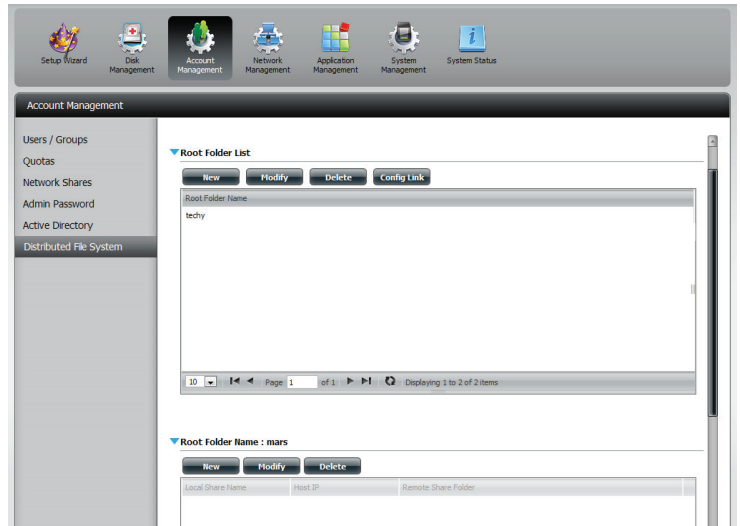 Setup Wizard
Disk Management
Account Management
Network Management
Application Management
System Management
System Status
Account Management
Users / Groups
Quotas
Network Shares
Admin Password
Active Directory
Distributed File System
Root Folder List
New Modify Delete Config Link
Root Folder Name
techy
10 Page 1 of 1 Displaying 1 to 2 of 2 items
Root Folder Name : mars
New Modify Delete
Local Share Name Host IP Remote Share Folder